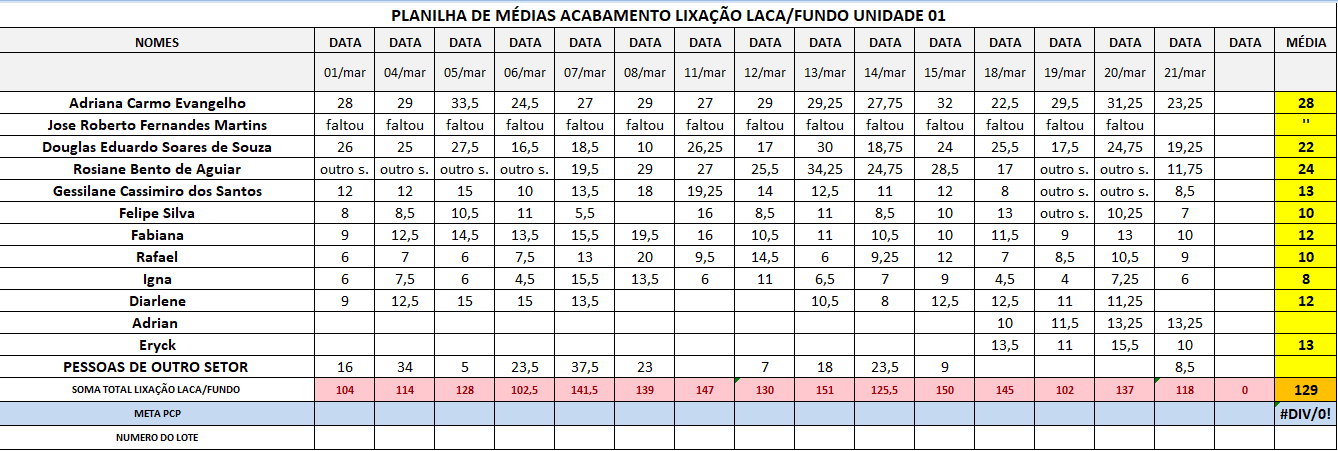 PLANILHA DE MÉDIAS ACABAMENTO LIXAÇÃO LACA/FUNDO UNIDADE 01
NOMES DATA DATA DATA DATA DATA DATA DATA DATA DATA DATA DATA DATA DATA DATA DATA DATA MÉDIA
01/mar 04/mar 05/mar 06/mar 07/mar 08/mar 11/mar 12/mar 13/mar 14/mar 15/mar 18/mar 19/mar 20/mar 21/mar
Adriana Carmo Evangelho 28 29 33,5 24,5 27 29 27 29 29,25 27,75 32 22,5 29,5 31,25 23,25 28
Jose Roberto Fernandes Martins faltou faltou faltou faltou faltou faltou faltou faltou faltou faltou faltou faltou faltou faltou "
Douglas Eduardo Soares de Souza 26 25 27,5 16,5 18,5 10 26,25 17 30 18,75 24 25,5 17,5 24,75 19,25 22
Rosiane Bento de Aguiar outro s. outro s. outro s. outro s. 19,5 29 27 25,5 34,25 24,75 28,5 17 outro s. outro s. 11,75 24
Gessilane Cassimiro dos Santos 12 12 15 10 13,5 18 19,25 14 12,5 11 12 8 outro s. outro s. 8,5 13
Felipe Silva 8 8,5 10,5 11 5,5 16 8,5 11 8,5 10 13 outro s. 10,25 7 10
Fabiana 9 12,5 14,5 13,5 15,5 19,5 16 10,5 11 10,5 10 11,5 9 13 10 12
Rafael 6 7 6 7,5 13 20 9,5 14,5 6 9,25 12 7 8,5 10,5 9 10
Igna 6 7,5 6 4,5 15,5 13,5 6 11 6,5 7 9 4,5 4 7,25 6 8
Diarlene 9 12,5 15 15 13,5 10,5 8 12,5 12,5 11 11,25 12
Adrian 10 11,5 13,25 13,25
Eryck 13,5 11 15,5 10 13
PESSOAS DE OUTRO SETOR 16 34 5 23,5 37,5 23 7 18 23,5 9 8,5
SOMA TOTAL LIXAÇÃO LACA/FUNDO 104 114 128 102,5 141,5 139 147 130 151 125,5 150 145 102 137 118 0 129
META PCP #DIV/0!
NUMERO DO LOTE